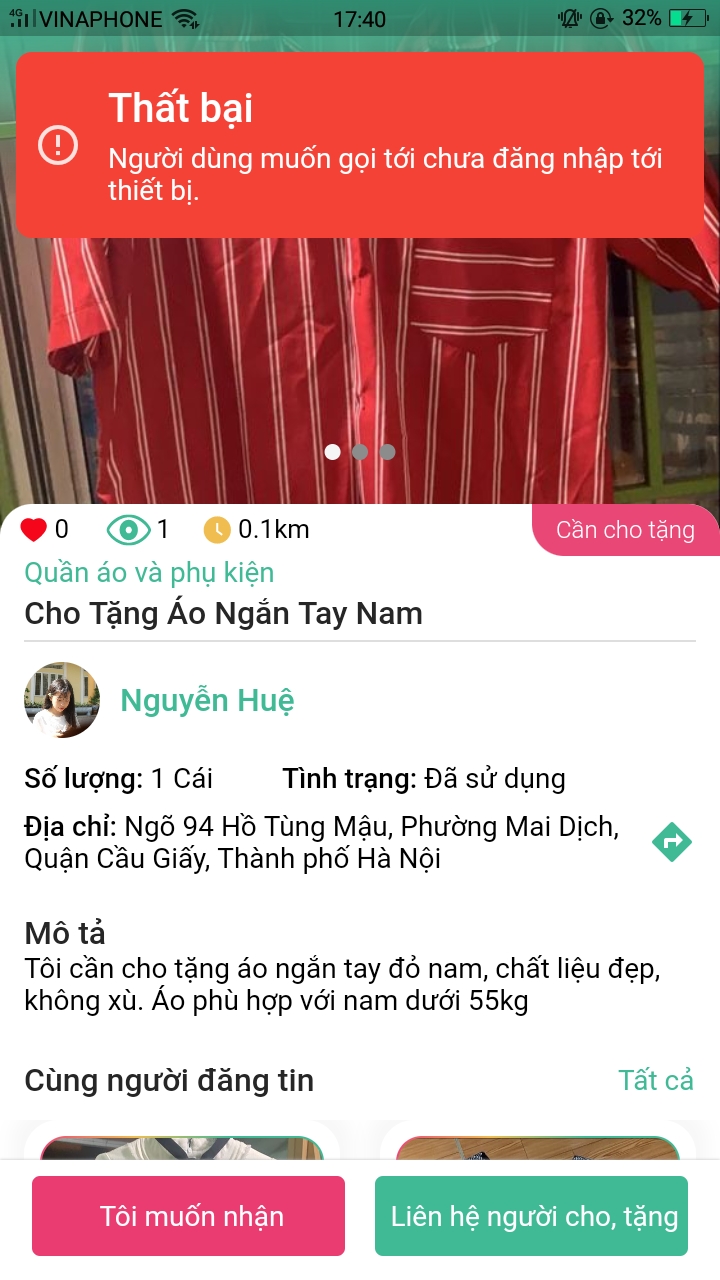 4G VINAPHONE 17:40 32%
Thất bại
Người dùng muốn gọi tới chưa đăng nhập tới
thiết bị.
0 1 0.1km Cần cho tặng
Quần áo và phụ kiện
Cho Tặng Áo Ngắn Tay Nam
Nguyễn Huệ
Số lượng: 1 Cái Tình trạng: Đã sử dụng
Địa chỉ: Ngõ 94 Hồ Tùng Mậu, Phường Mai Dịch,
Quận Cầu Giấy, Thành phố Hà Nội
Mô tả
Tôi cần cho tặng áo ngắn tay đỏ nam, chất liệu đẹp,
không xù. Áo phù hợp với nam dưới 55kg
Cùng người đăng tin Tất cả
Tôi muốn nhận Liên hệ người cho, tặng